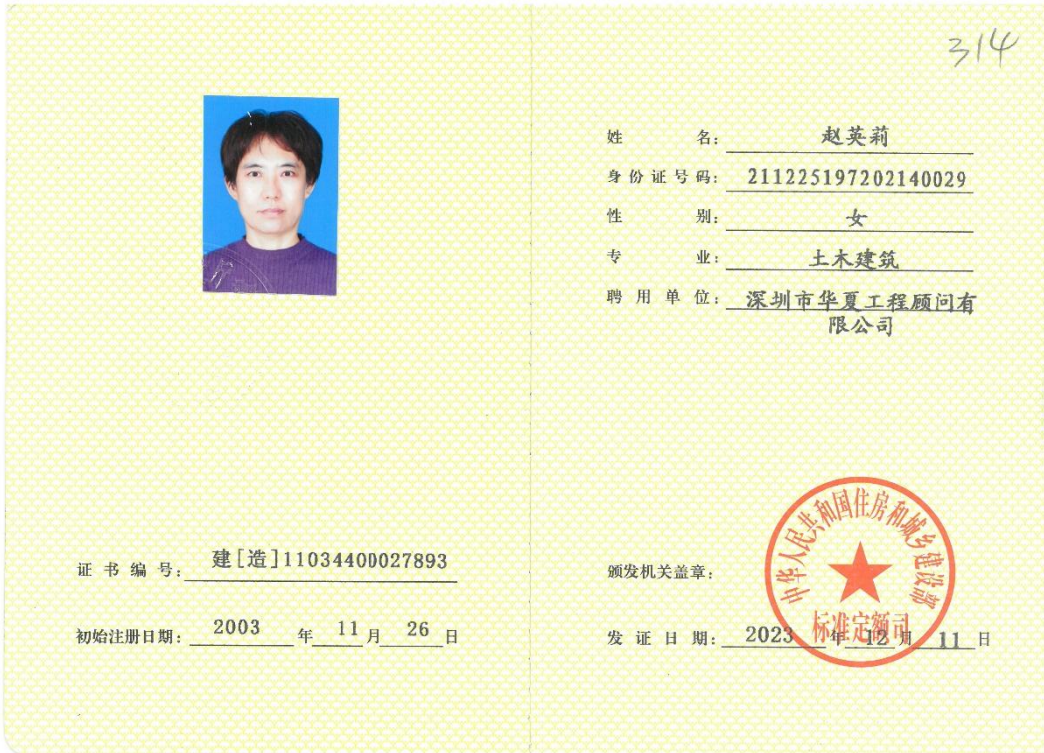 314
姓 名: 赵英莉
身份证号码: 211225197202140029
性 别: 女
专 业: 土木建筑
聘用单位: 深圳市华夏工程顾问有
限公司
证书编号: 建[造]11034400027893
初始注册日期: 2003 年 11 月 26 日
颁发机关盖章:
中华人民共和国住房和城乡建设部
标准定额司
发证日期: 2023 年 12 月 11 日